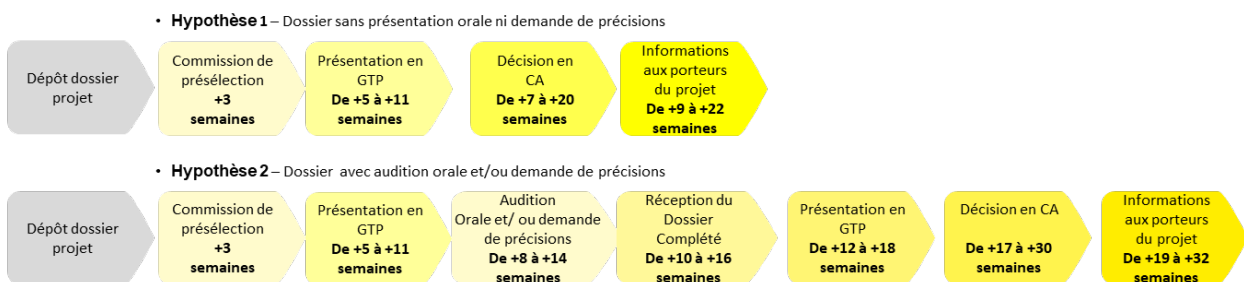 • Hypothèse 1 – Dossier sans présentation orale ni demande de précisions
Dépôt dossier
projet
Commission de
présélection
+3
semaines
Présentation en
GTP
De +5 à +11
semaines
Décision en
CA
De +7 à +20
semaines
Informations
aux porteurs
du projet
De +9 à +22
semaines
• Hypothèse 2 – Dossier avec audition orale et/ou demande de précisions
Dépôt dossier
projet
Commission de
présélection
+3
semaines
Présentation en
GTP
De +5 à +11
semaines
Audition
Orale et/ ou demande
de précisions
De +8 à +14
semaines
Réception du
Dossier
Complété
De +10 à +16
semaines
Présentation en
GTP
De +12 à +18
semaines
Décision en CA
De +17 à +30
semaines
Informations
aux porteurs
du projet
De +19 à +32
semaines